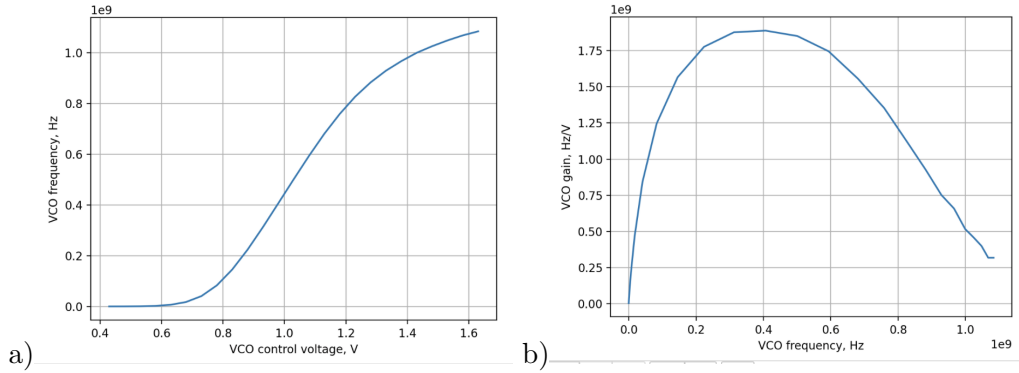 1e9
VCO frequency, Hz
1.0
0.8
0.6
0.4
0.2
0.0
0.4 0.6 0.8 1.0 1.2 1.4 1.6
VCO control voltage, V
a)
1e9
VCO gain, Hz/V
1.75
1.50
1.25
1.00
0.75
0.50
0.25
0.00
0.0 0.2 0.4 0.6 0.8 1.0
1e9
VCO frequency, Hz
b)